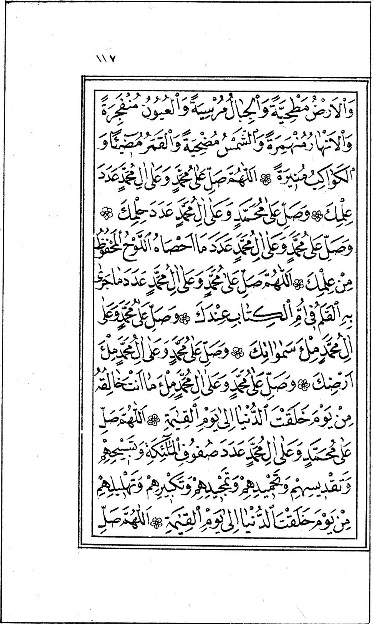 ١١٧
وَالْاَرْضُ مَطْحِيَّةً وَالْجِبَالُ مُرْسِيَةً وَالْعُيُونُ مُنْفَجِرَةً
وَالْاَنْهَارُ مُنْهَمِرَةً وَالشَّمْسُ مُضْحِيَةً وَالْقَمَرُ مُضِيئًا وَ
الْكَوَاكِبُ مُنِيرَةً ۞ اَللّٰهُمَّ صَلِّ عَلٰى مُحَمَّدٍ وَعَلٰى اٰلِ مُحَمَّدٍ عَدَدَ
عِلْمِكَ ۞ وَصَلِّ عَلٰى مُحَمَّدٍ وَعَلٰى اٰلِ مُحَمَّدٍ عَدَدَ حِلْمِكَ ۞
وَصَلِّ عَلٰى مُحَمَّدٍ وَعَلٰى اٰلِ مُحَمَّدٍ عَدَدَ مَا اَحْصَاهُ اللَّوْحُ الْمَحْفُوظُ
مِنْ عِلْمِكَ ۞ اَللّٰهُمَّ صَلِّ عَلٰى مُحَمَّدٍ وَعَلٰى اٰلِ مُحَمَّدٍ عَدَدَ مَا جَرٰى
بِهِ الْقَلَمُ فِى اُمِّ الْكِتَابِ عِنْدَكَ ۞ وَصَلِّ عَلٰى مُحَمَّدٍ وَعَلٰى
اٰلِ مُحَمَّدٍ مِلْءَ سَمٰوَاتِكَ ۞ وَصَلِّ عَلٰى مُحَمَّدٍ وَعَلٰى اٰلِ مُحَمَّدٍ مِلْءَ
اَرْضِكَ ۞ وَصَلِّ عَلٰى مُحَمَّدٍ وَعَلٰى اٰلِ مُحَمَّدٍ مِلْءَ مَا اَنْتَ خَالِقُهُ
مِنْ يَوْمِ خَلَقْتَ الدُّنْيَا اِلٰى يَوْمِ الْقِيٰمَةِ ۞ اَللّٰهُمَّ صَلِّ
عَلٰى مُحَمَّدٍ وَعَلٰى اٰلِ مُحَمَّدٍ عَدَدَ صُفُوفِ الْمَلٰٓئِكَةِ وَتَسْبِيحِهِمْ
وَتَقْدِيسِهِمْ وَتَحْمِيدِهِمْ وَتَمْجِيدِهِمْ وَتَكْبِيرِهِمْ وَتَهْلِيلِهِمْ
مِنْ يَوْمِ خَلَقْتَ الدُّنْيَا اِلٰى يَوْمِ الْقِيٰمَةِ ۞ اَللّٰهُمَّ صَلِّ